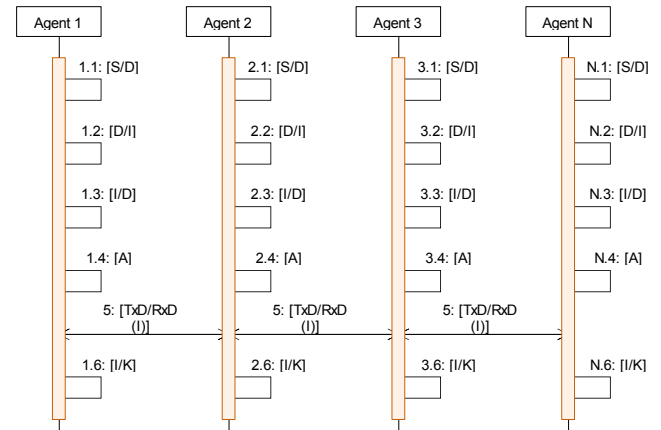 Agent 1 Agent 2 Agent 3 Agent N
1.1: [S/D] 2.1: [S/D] 3.1: [S/D] N.1: [S/D]
1.2: [D/I] 2.2: [D/I] 3.2: [D/I] N.2: [D/I]
1.3: [I/D] 2.3: [I/D] 3.3: [I/D] N.3: [I/D]
1.4: [A] 2.4: [A] 3.4: [A] N.4: [A]
5: [TxD/RxD 5: [TxD/RxD 5: [TxD/RxD
(I)] (I)] (I)]
1.6: [I/K] 2.6: [I/K] 3.6: [I/K] N.6: [I/K]